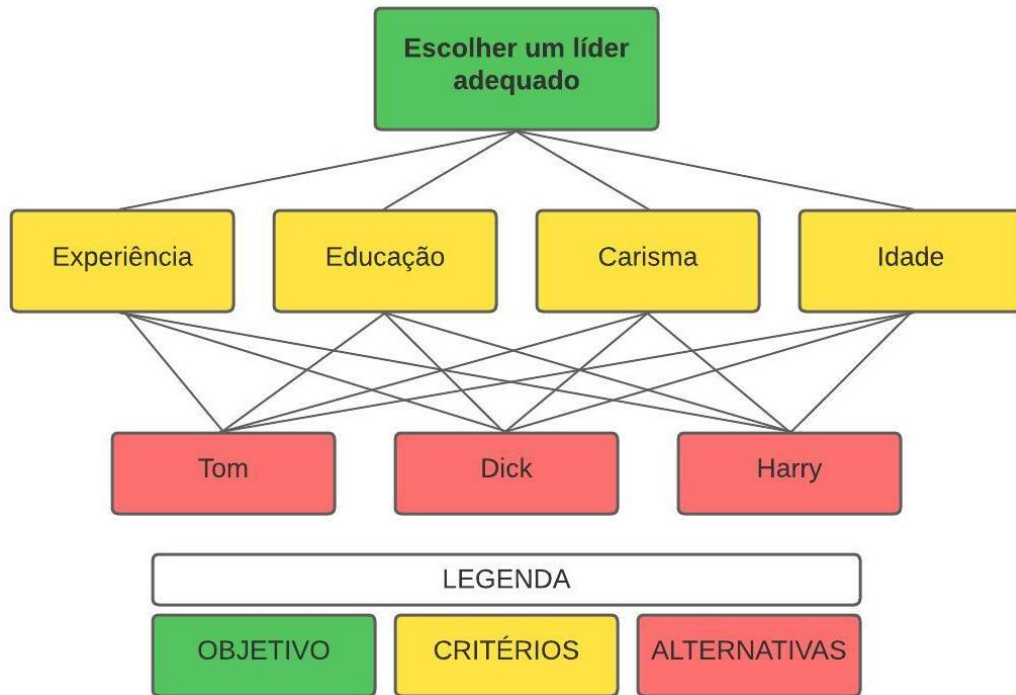 Escolher um líder
adequado
Experiência
Educação
Carisma
Idade
Tom
Dick
Harry
LEGENDA
OBJETIVO
CRITÉRIOS
ALTERNATIVAS